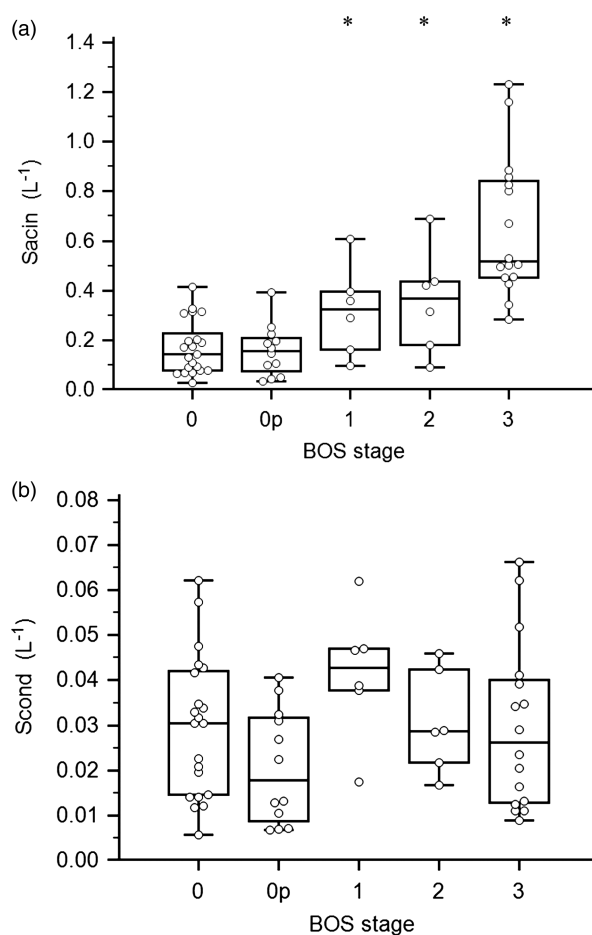 (a)
* * *
1.4
1.2
1.0
0.8
0.6
0.4
0.2
0.0
Sacin (L⁻¹)
0 0p 1 2 3
BOS stage
(b)
0.08
0.07
0.06
0.05
0.04
0.03
0.02
0.01
0.00
Scond (L⁻¹)
0 0p 1 2 3
BOS stage